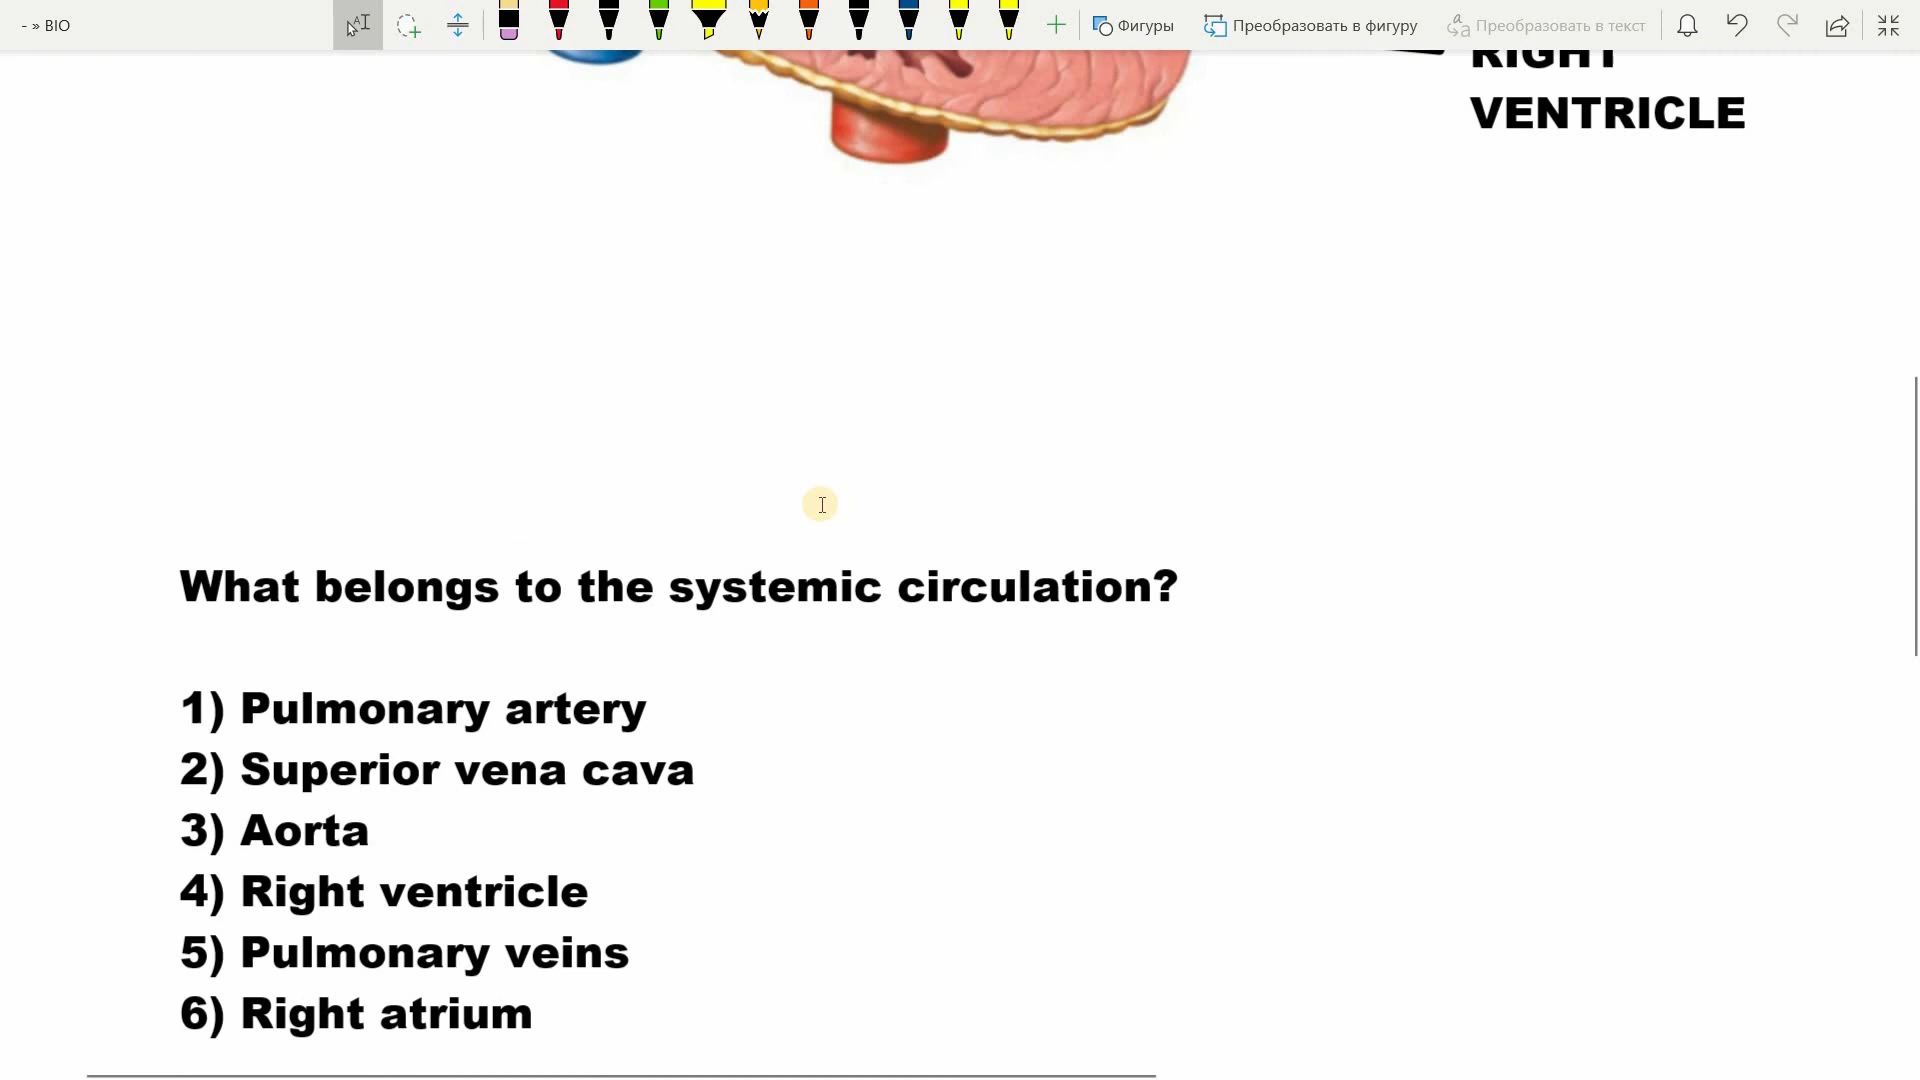 - » BIO
Фигуры
Преобразовать в фигуру
Преобразовать в текст
RIGHT
VENTRICLE
What belongs to the systemic circulation?
1) Pulmonary artery
2) Superior vena cava
3) Aorta
4) Right ventricle
5) Pulmonary veins
6) Right atrium